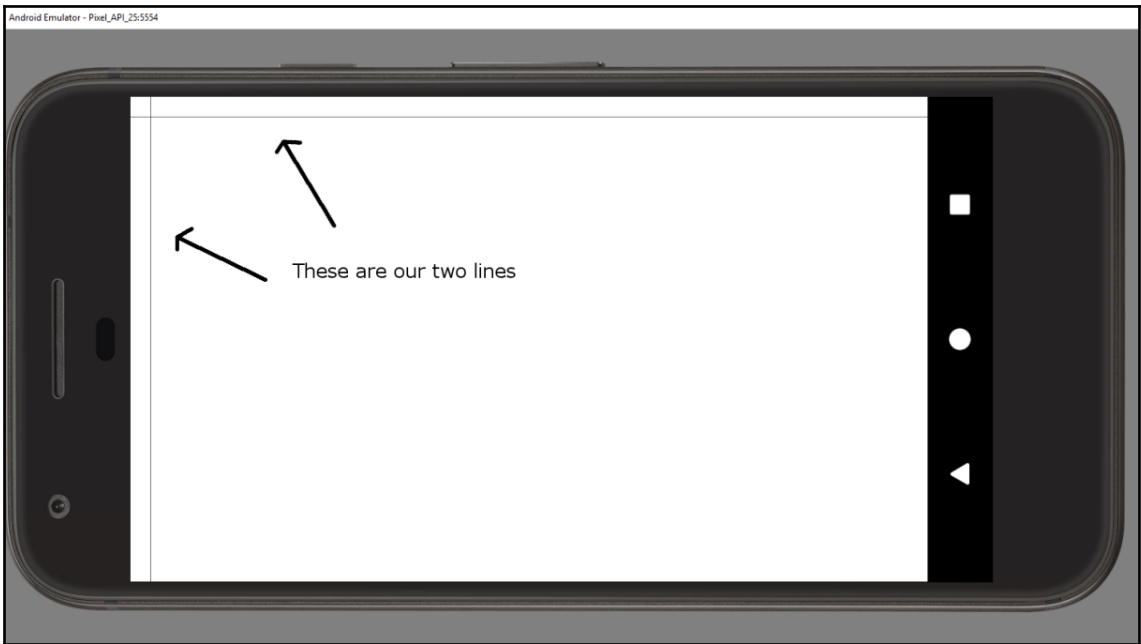 Android Emulator - Pixel_API_25:5554
These are our two lines